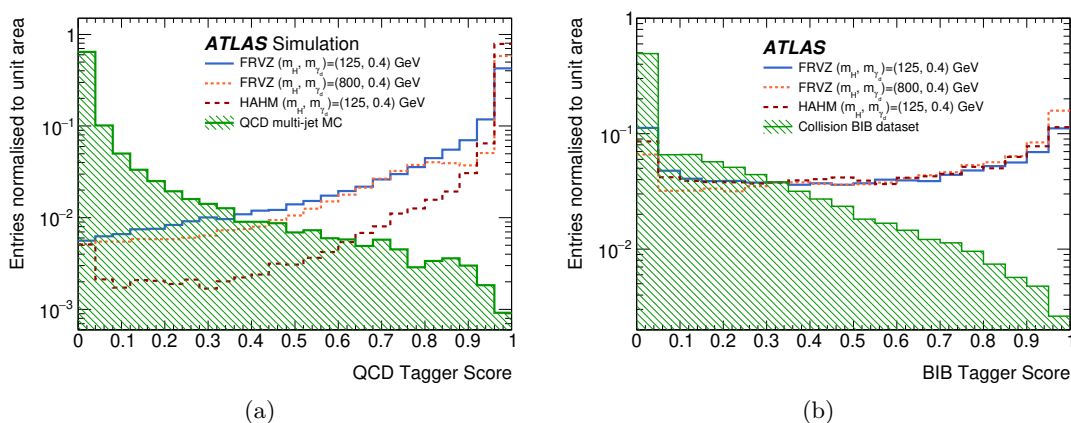 ATLAS Simulation
FRVZ (m_H, m_γd)=(125, 0.4) GeV
FRVZ (m_H, m_γd)=(800, 0.4) GeV
HAHM (m_H, m_γd)=(125, 0.4) GeV
QCD multi-jet MC
Entries normalised to unit area
1
10⁻¹
10⁻²
10⁻³
0 0.1 0.2 0.3 0.4 0.5 0.6 0.7 0.8 0.9 1
QCD Tagger Score
(a)
ATLAS
FRVZ (m_H, m_γd)=(125, 0.4) GeV
FRVZ (m_H, m_γd)=(800, 0.4) GeV
HAHM (m_H, m_γd)=(125, 0.4) GeV
Collision BIB dataset
Entries normalised to unit area
1
10⁻¹
10⁻²
0 0.1 0.2 0.3 0.4 0.5 0.6 0.7 0.8 0.9 1
BIB Tagger Score
(b)